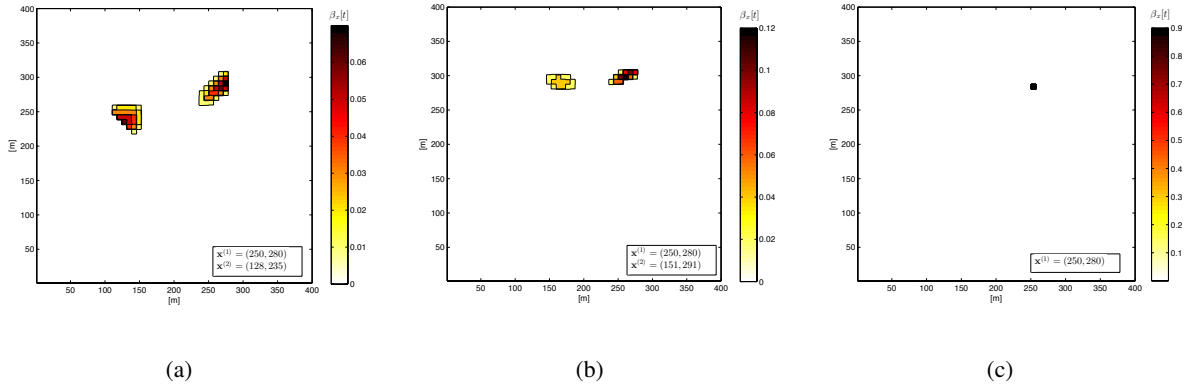 β_x[t]
400
350
300
250
200
150
100
50
[m]
50 100 150 200 250 300 350 400
[m]
0.06
0.05
0.04
0.03
0.02
0.01
0
x^(1) = (250, 280)
x^(2) = (128, 235)
(a)
β_x[t]
400
350
300
250
200
150
100
50
[m]
50 100 150 200 250 300 350 400
[m]
0.12
0.1
0.08
0.06
0.04
0.02
0
x^(1) = (250, 280)
x^(2) = (151, 291)
(b)
β_x[t]
400
350
300
250
200
150
100
50
[m]
50 100 150 200 250 300 350 400
[m]
0.9
0.8
0.7
0.6
0.5
0.4
0.3
0.2
0.1
x^(1) = (250, 280)
(c)